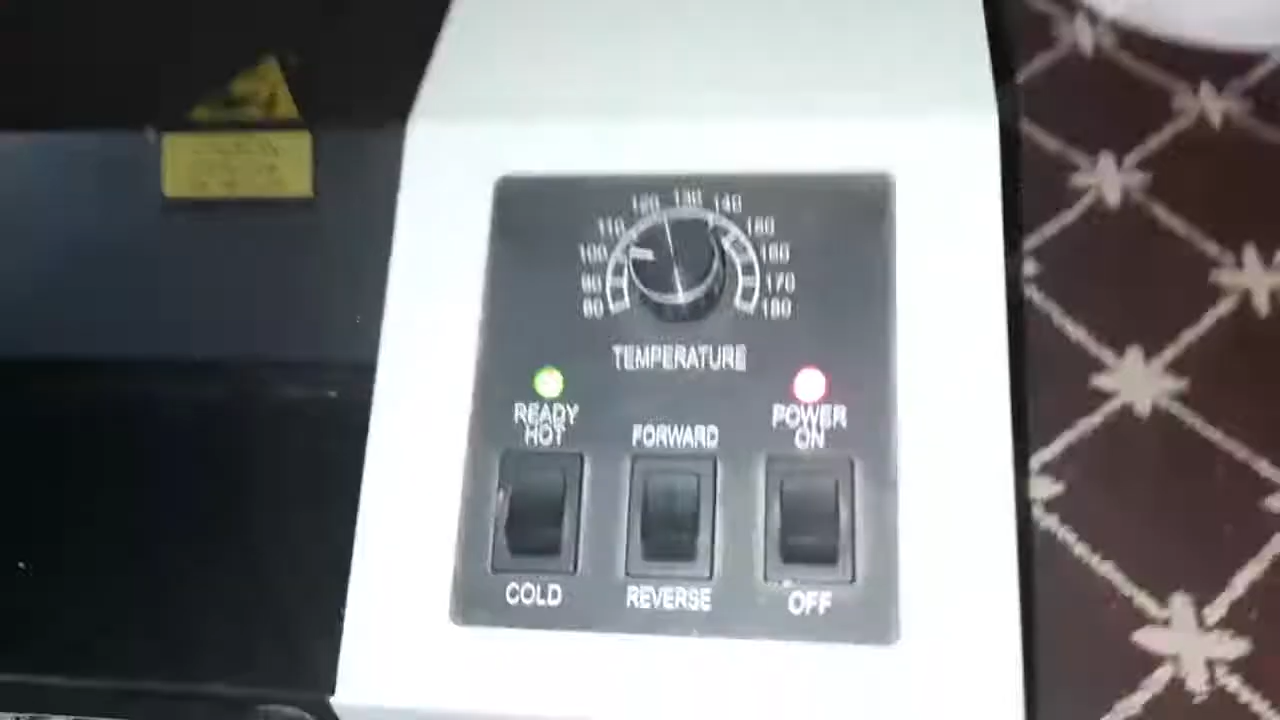 120 130 140
110 150
100 160
90 170
80 180
TEMPERATURE
READY
HOT
FORWARD
POWER
ON
COLD
REVERSE
OFF